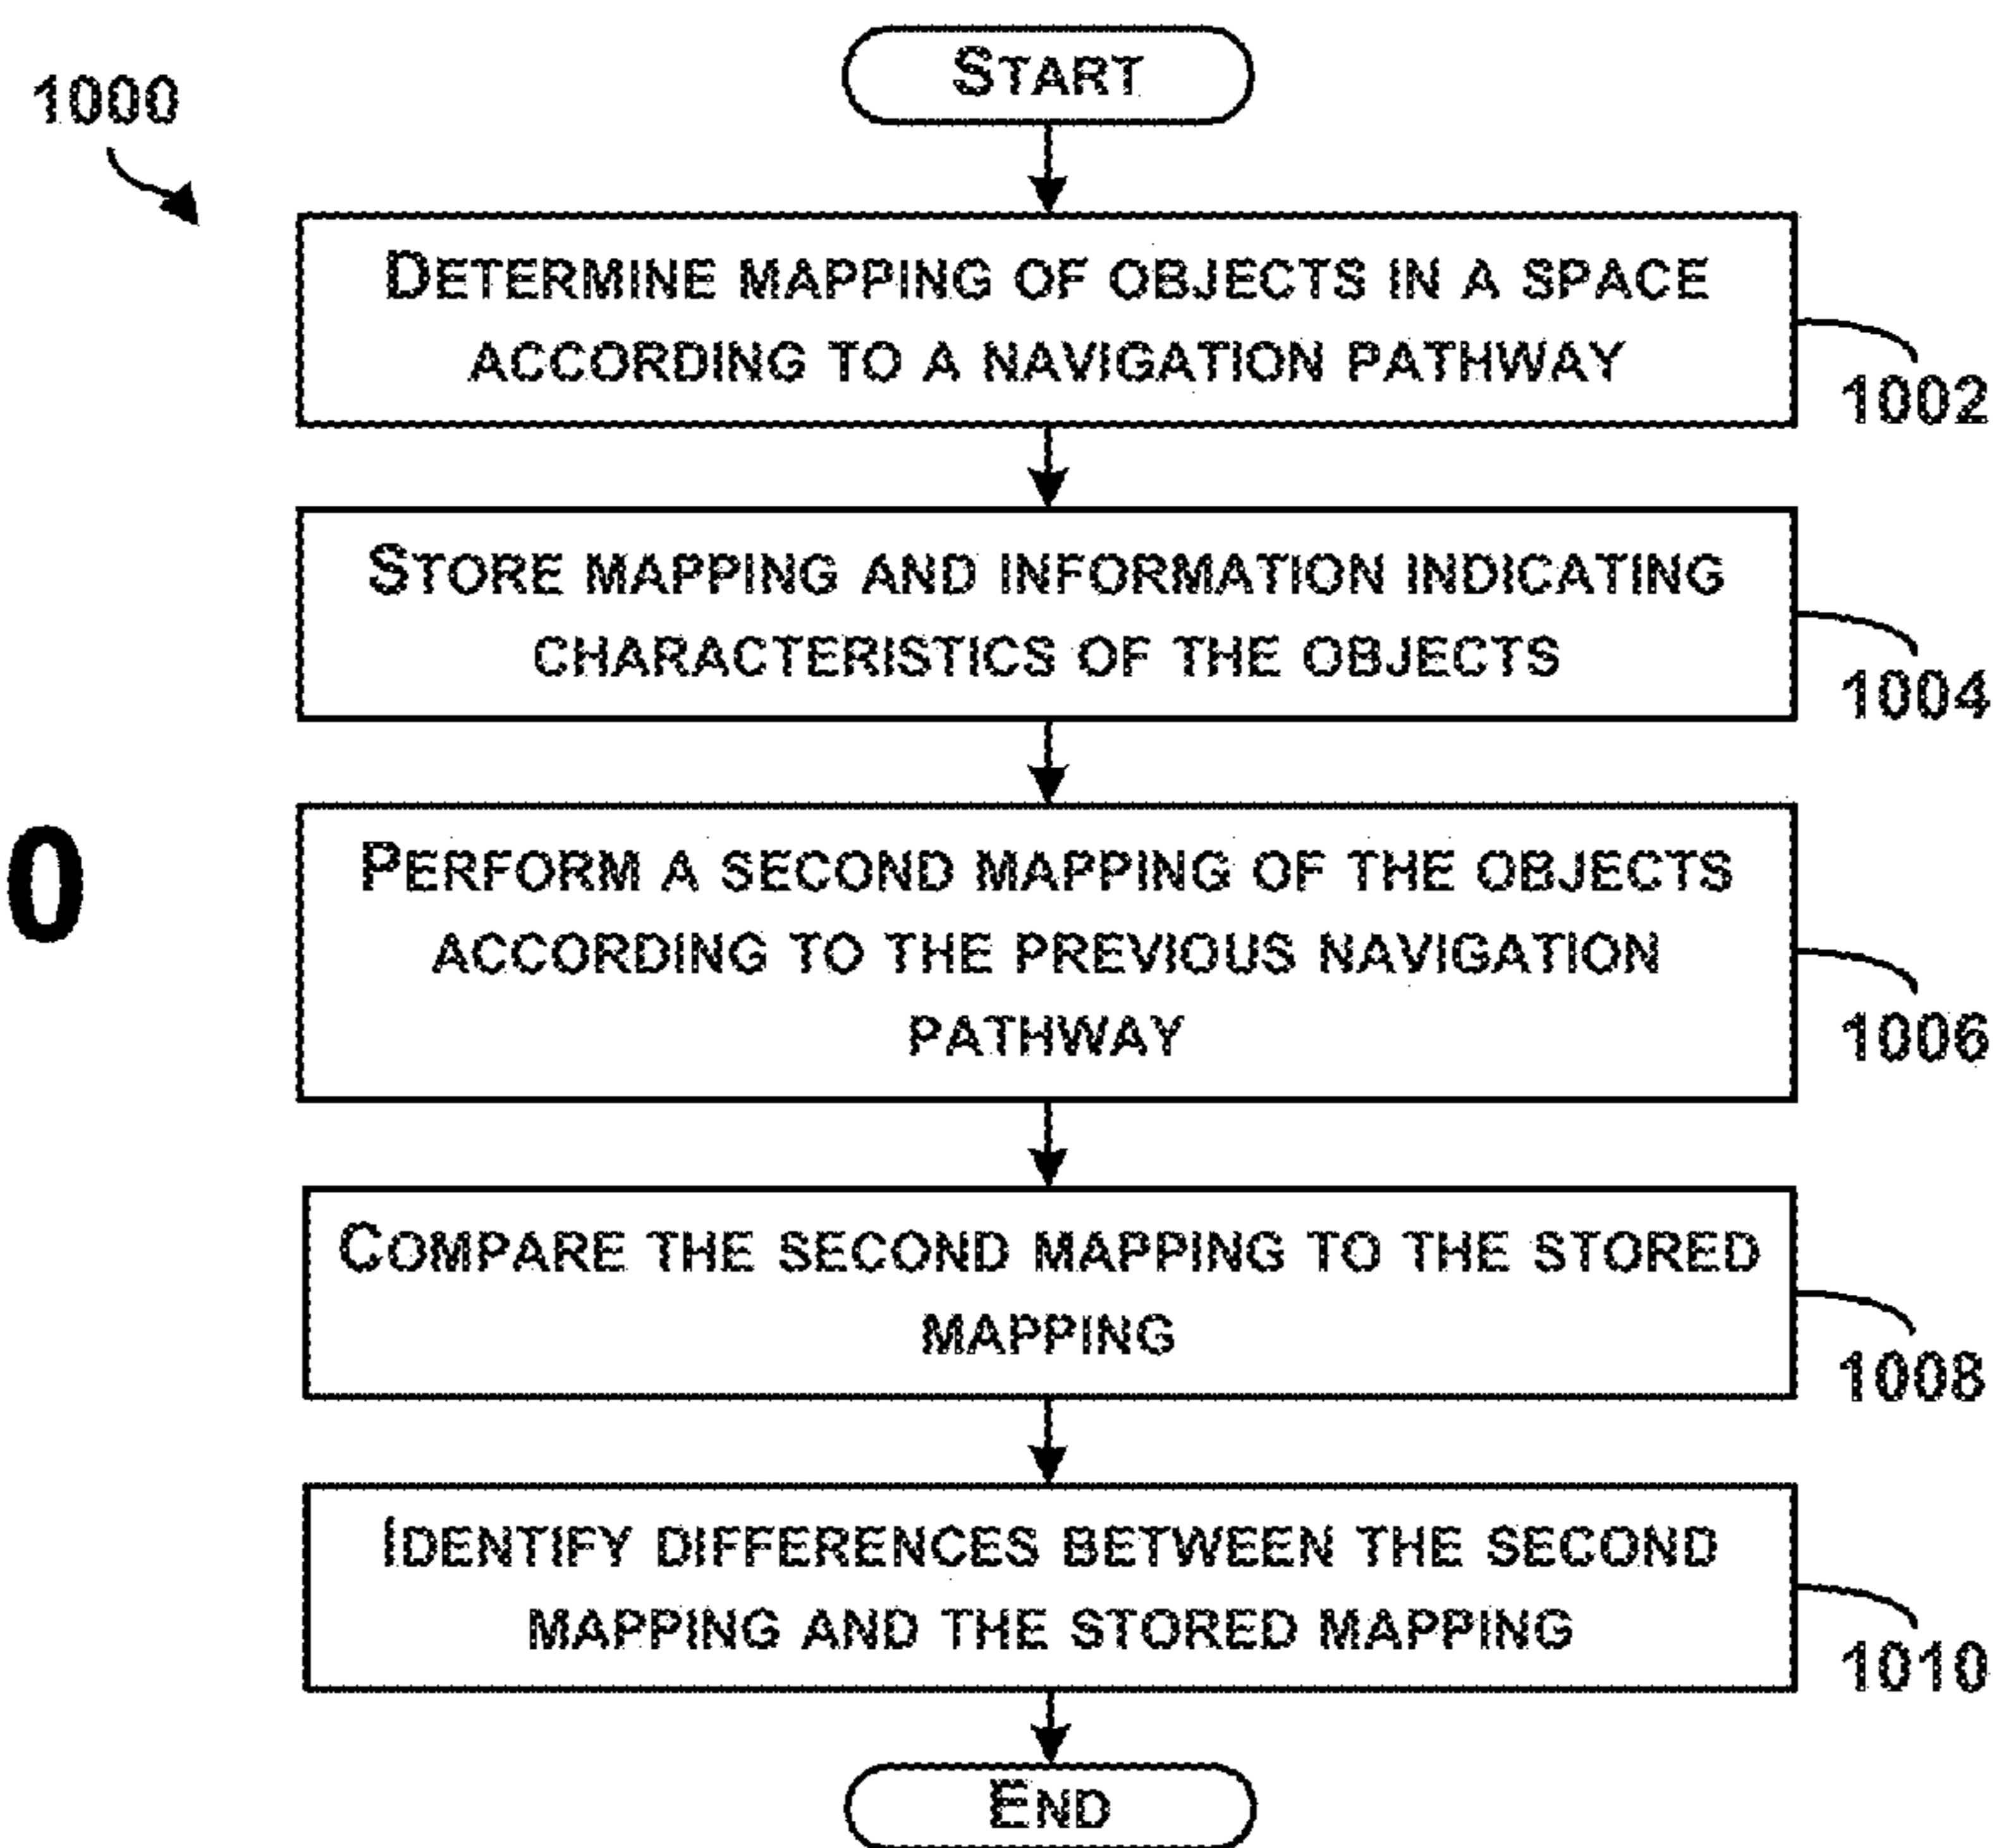 START
1000
DETERMINE MAPPING OF OBJECTS IN A SPACE
ACCORDING TO A NAVIGATION PATHWAY
1002
STORE MAPPING AND INFORMATION INDICATING
CHARACTERISTICS OF THE OBJECTS
1004
0
PERFORM A SECOND MAPPING OF THE OBJECTS
ACCORDING TO THE PREVIOUS NAVIGATION
PATHWAY
1006
COMPARE THE SECOND MAPPING TO THE STORED
MAPPING
1008
IDENTIFY DIFFERENCES BETWEEN THE SECOND
MAPPING AND THE STORED MAPPING
1010
END